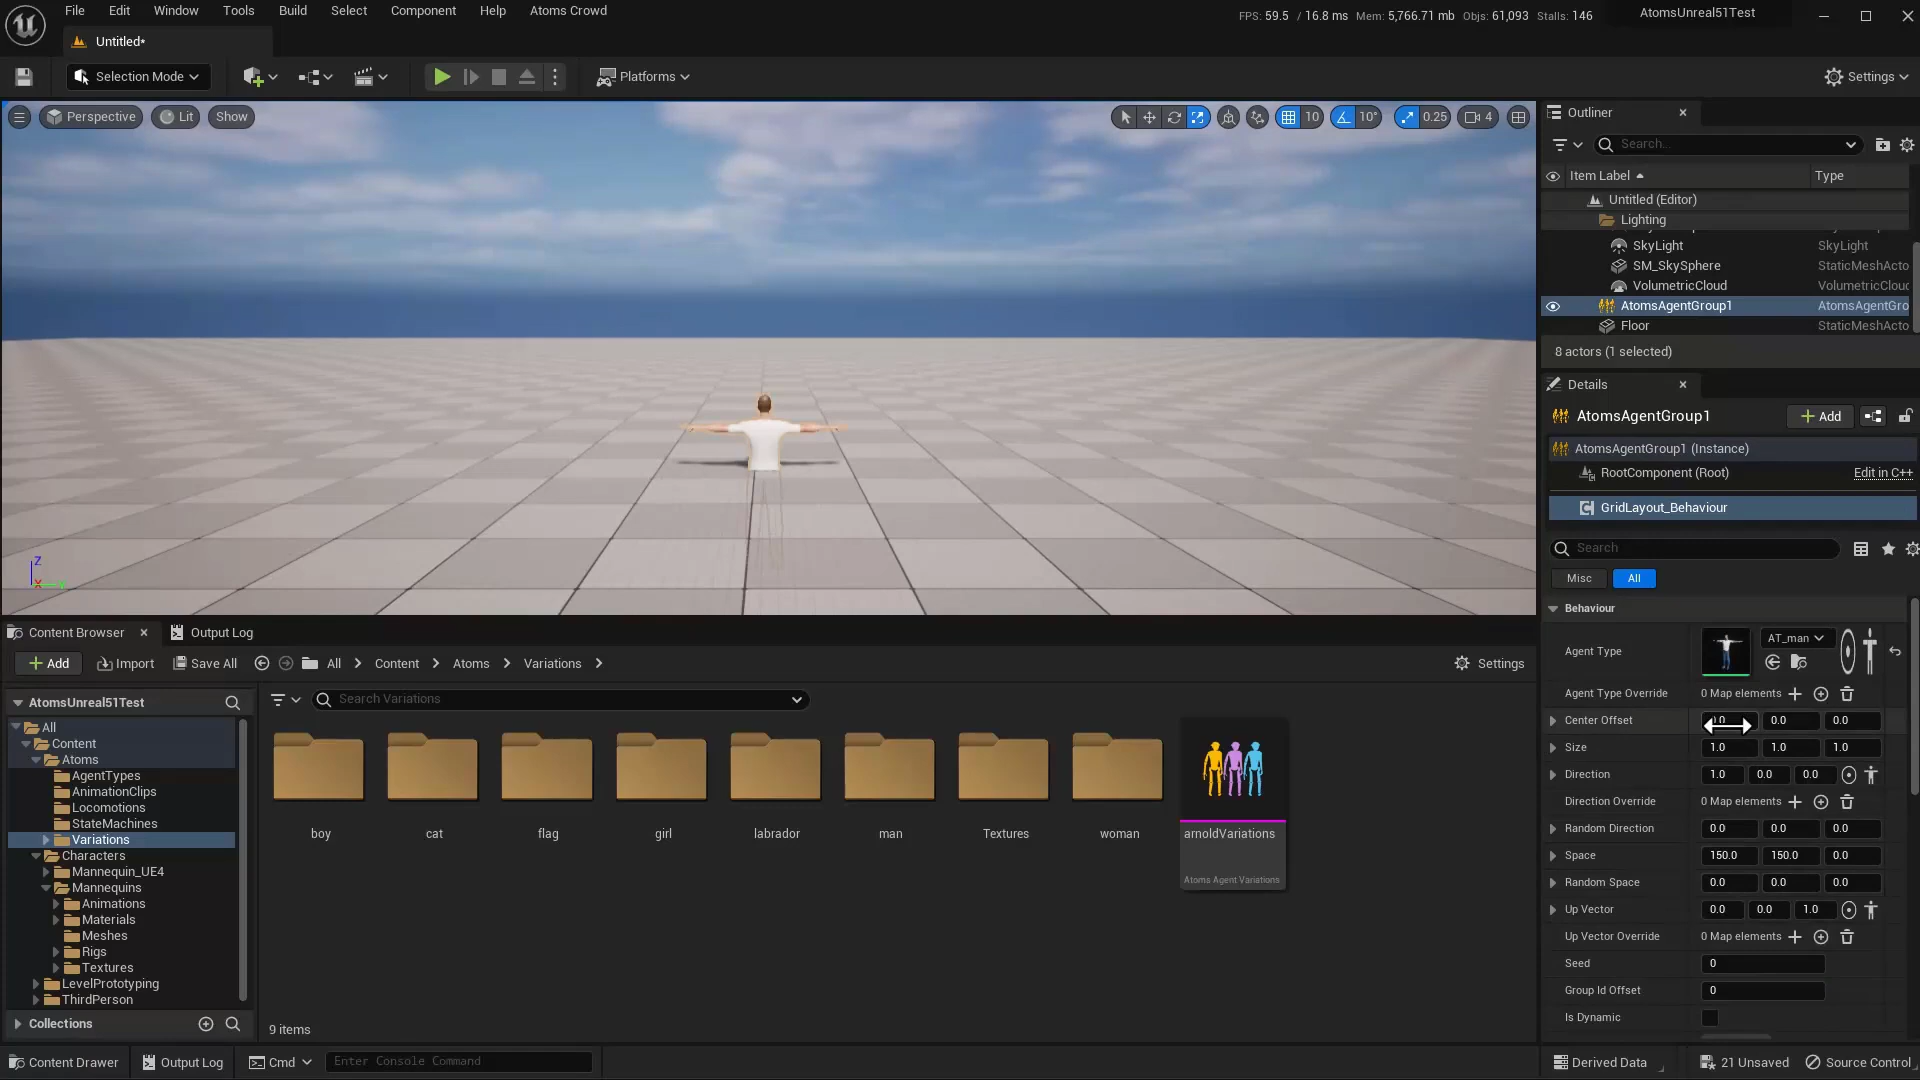 File Edit Window Tools Build Select Component Help Atoms Crowd
FPS: 59.5 / 16.8 ms Mem: 5,766.71 mb Objs: 61,093 Stalls: 146
AtomsUnreal51Test
Untitled*
Selection Mode
Platforms
Settings
Perspective
Lit
Show
10
10°
0.25
4
Outliner
Search...
Item Label
Type
Untitled (Editor)
Lighting
SkyLight SkyLight
SM_SkySphere StaticMeshActo
VolumetricCloud VolumetricClou
AtomsAgentGroup1 AtomsAgentGro
Floor StaticMeshActo
8 actors (1 selected)
Details
AtomsAgentGroup1
Add
AtomsAgentGroup1 (Instance)
RootComponent (Root) Edit in C++
GridLayout_Behaviour
Search
Misc All
Behaviour
Agent Type AT_man
Agent Type Override 0 Map elements
Center Offset 0.0 0.0
Size 1.0 1.0 1.0
Direction 1.0 0.0 0.0
Direction Override 0 Map elements
Random Direction 0.0 0.0 0.0
Space 150.0 150.0 0.0
Random Space 0.0 0.0 0.0
Up Vector 0.0 0.0 1.0
Up Vector Override 0 Map elements
Seed 0
Group Id Offset 0
Is Dynamic
Z
X
Y
Content Browser
Output Log
Add Import Save All All Content Atoms Variations Settings
AtomsUnreal51Test
Search Variations
All
Content
Atoms
AgentTypes
AnimationClips
Locomotions
StateMachines
Variations
Characters
Mannequin_UE4
Mannequins
Animations
Materials
Meshes
Rigs
Textures
LevelPrototyping
ThirdPerson
Collections
boy cat flag girl labrador man Textures woman arnoldVariations
Atoms Agent Variations
9 items
Content Drawer Output Log Cmd Enter Console Command
Derived Data 21 Unsaved Source Control